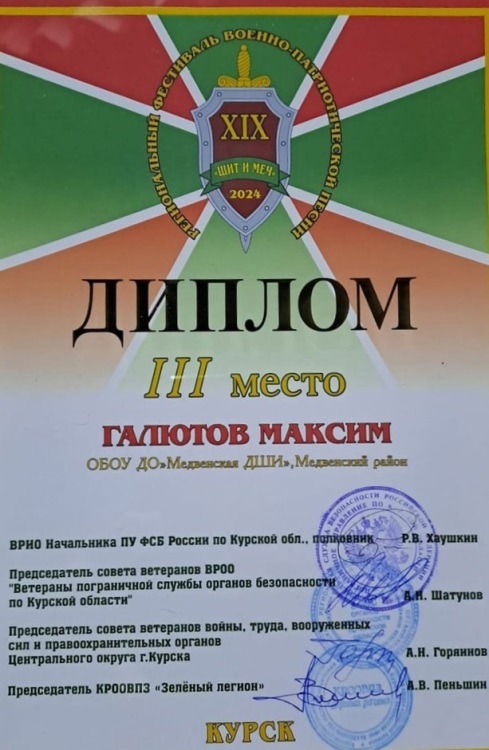 РЕГИОНАЛЬНЫЙ ФЕСТИВАЛЬ ВОЕННО-ПАТРИОТИЧЕСКОЙ ПЕСНИ
XIX
«ЩИТ И МЕЧ»
2024
ДИПЛОМ
III место
ГАЛЮТОВ МАКСИМ
ОБОУ ДО»Медвенская ДШИ»,Медвенский район
ВРИО Начальника ПУ ФСБ России по Курской обл., полковник Р.В. Хаушкин
Председатель совета ветеранов ВРОО
"Ветераны пограничной службы органов безопасности
по Курской области" А.Н. Шатунов
Председатель совета ветеранов войны, труда, вооруженных
сил и правоохранительных органов
Центрального округа г.Курска А.Н. Горяинов
Председатель КРООВПЗ «Зелёный легион» А.В. Пеньшин
КУРСК